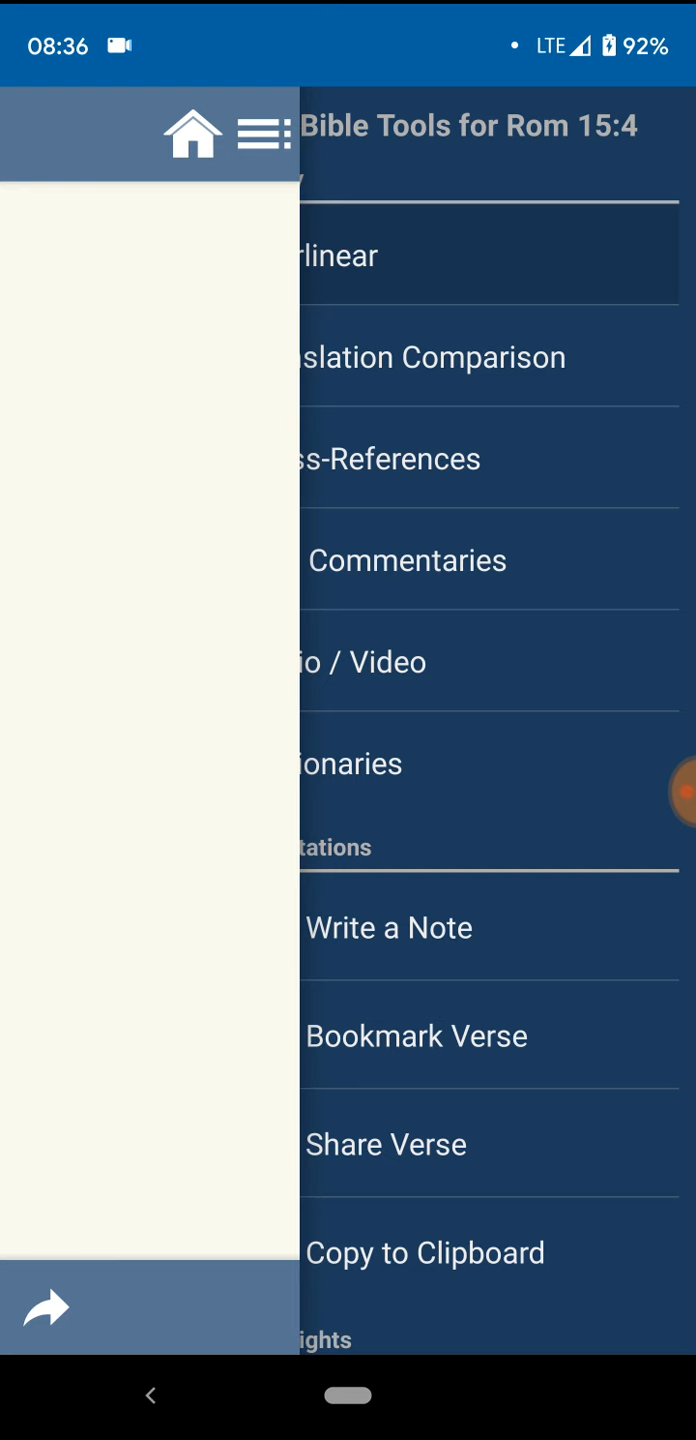 08:36
LTE 92%
Bible Tools for Rom 15:4
rlinear
slation Comparison
ss-References
Commentaries
io / Video
ionaries
tations
Write a Note
Bookmark Verse
Share Verse
Copy to Clipboard
ights